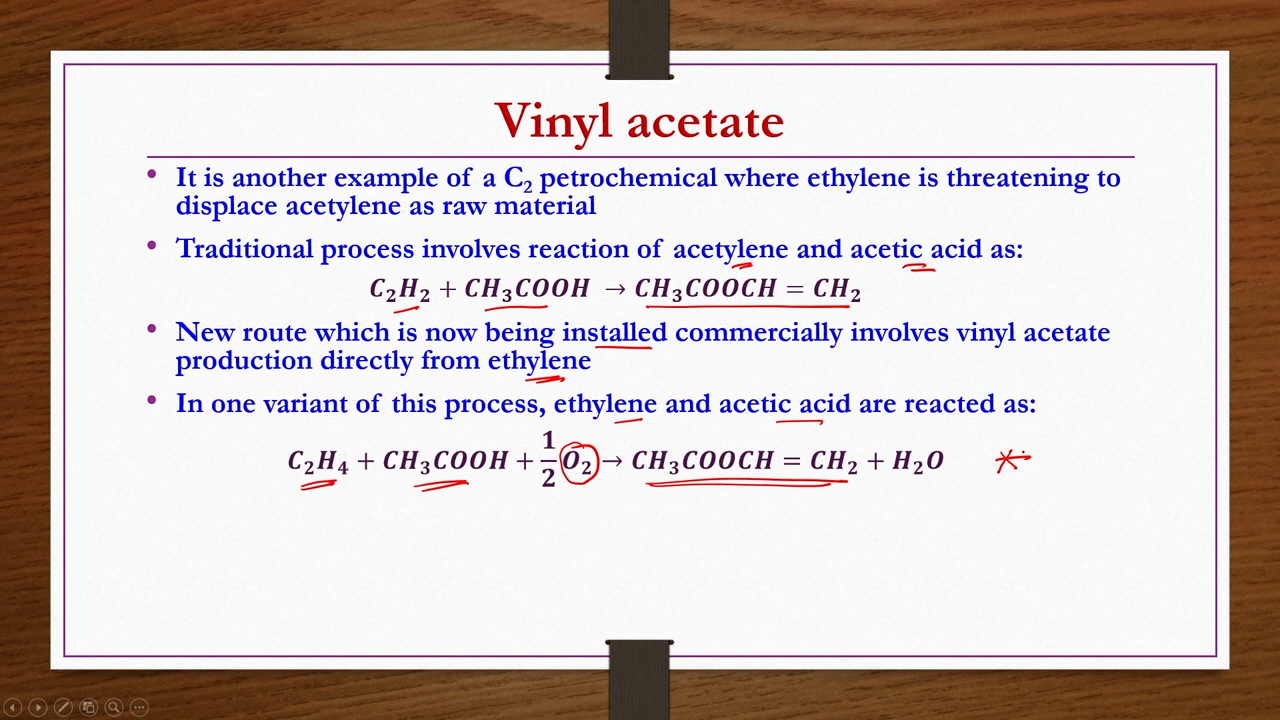 Vinyl acetate
• It is another example of a C₂ petrochemical where ethylene is threatening to
displace acetylene as raw material
• Traditional process involves reaction of acetylene and acetic acid as:
C₂H₂ + CH₃COOH → CH₃COOCH = CH₂
• New route which is now being installed commercially involves vinyl acetate
production directly from ethylene
• In one variant of this process, ethylene and acetic acid are reacted as:
C₂H₄ + CH₃COOH + 1/2 O₂ → CH₃COOCH = CH₂ + H₂O